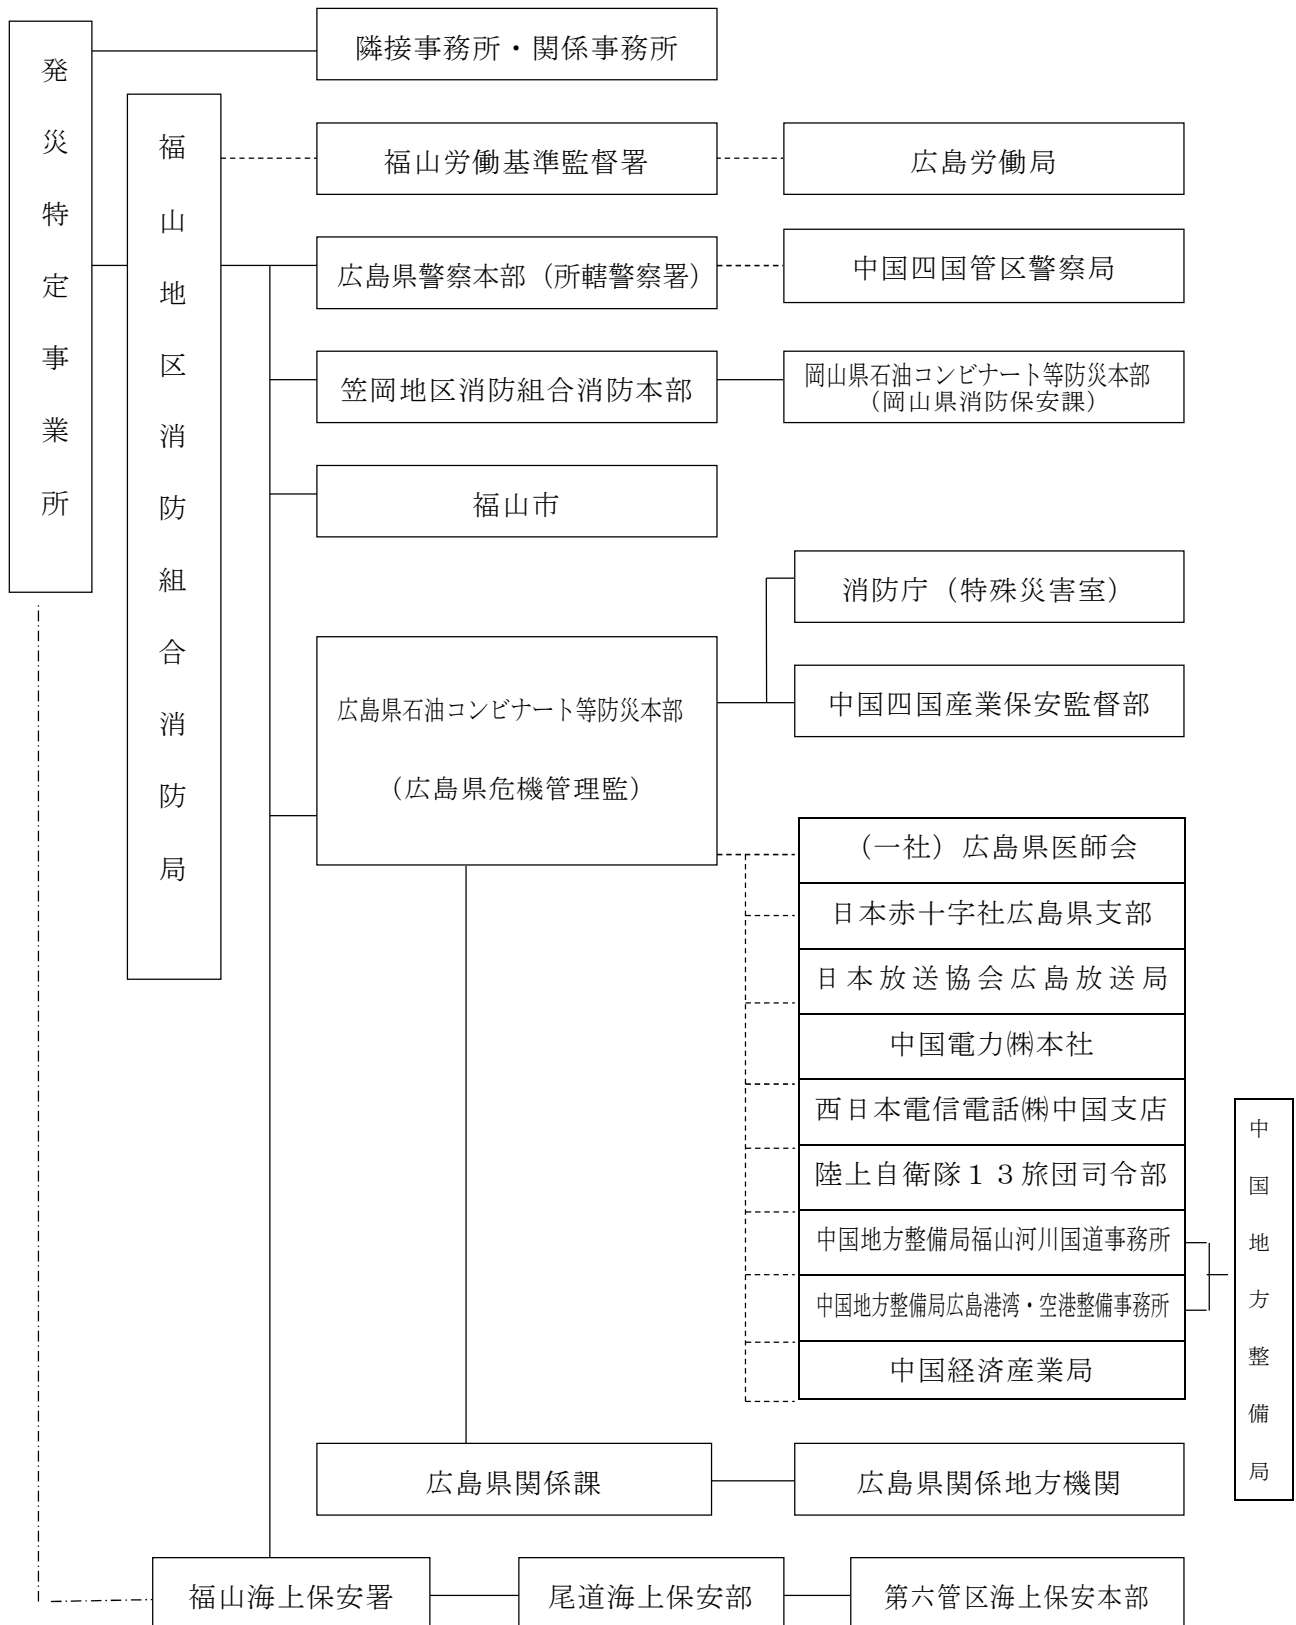 発災特定事業所
隣接事務所・関係事務所
福山地区消防組合消防局
福山労働基準監督署
広島労働局
広島県警察本部（所轄警察署）
中国四国管区警察局
笠岡地区消防組合消防本部
岡山県石油コンビナート等防災本部
（岡山県消防保安課）
福山市
消防庁（特殊災害室）
広島県石油コンビナート等防災本部
（広島県危機管理監）
中国四国産業保安監督部
（一社）広島県医師会
日本赤十字社広島県支部
日本放送協会広島放送局
中国電力㈱本社
西日本電信電話㈱中国支店
陸上自衛隊１３旅団司令部
中国地方整備局福山河川国道事務所
中国地方整備局広島港湾・空港整備事務所
中国経済産業局
中国地方整備局
広島県関係課
広島県関係地方機関
福山海上保安署
尾道海上保安部
第六管区海上保安本部